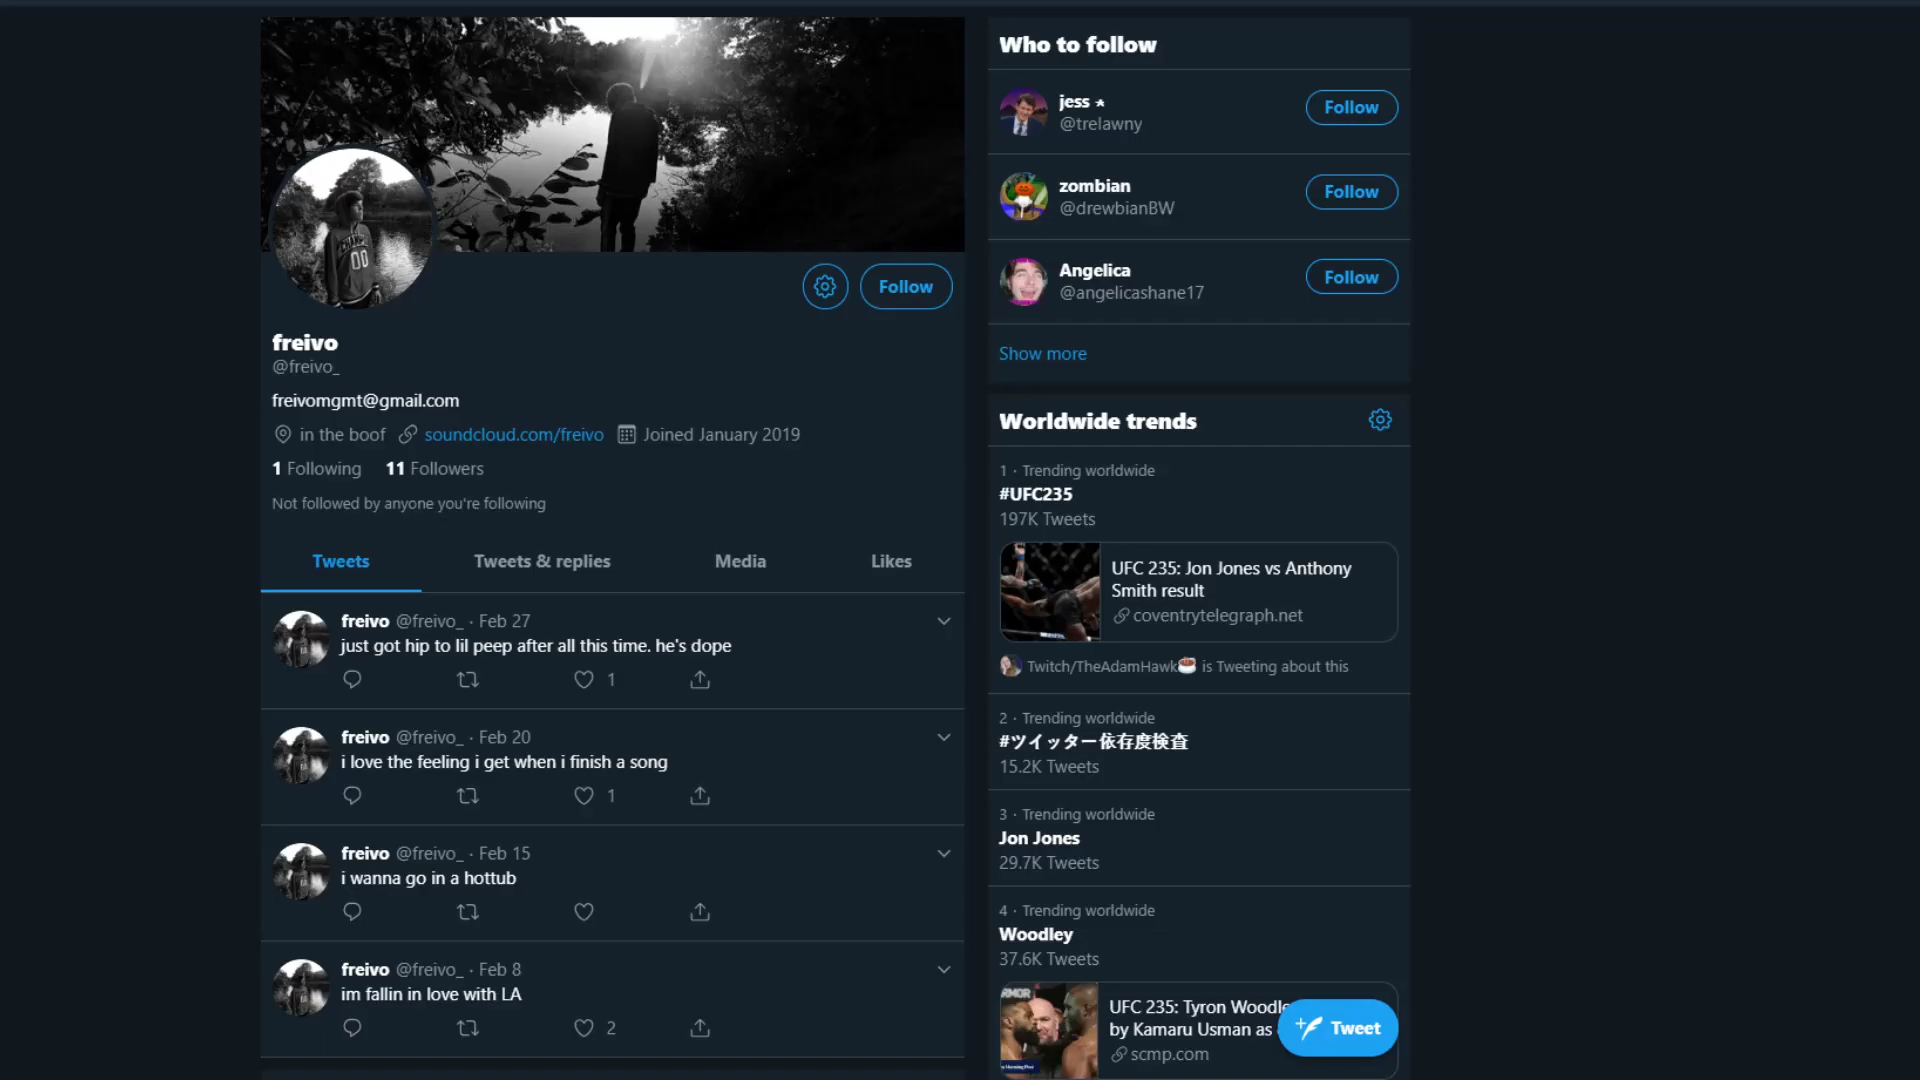 freivo
@freivo_
freivomgmt@gmail.com
in the boof soundcloud.com/freivo Joined January 2019
1 Following 11 Followers
Not followed by anyone you're following
Follow
Tweets Tweets & replies Media Likes
freivo @freivo_ · Feb 27
just got hip to lil peep after all this time. he's dope
1
freivo @freivo_ · Feb 20
i love the feeling i get when i finish a song
1
freivo @freivo_ · Feb 15
i wanna go in a hottub
freivo @freivo_ · Feb 8
im fallin in love with LA
2
Who to follow
jess
@trelawny
Follow
zombian
@drewbianBW
Follow
Angelica
@angelicashane17
Follow
Show more
Worldwide trends
1 · Trending worldwide
#UFC235
197K Tweets
UFC 235: Jon Jones vs Anthony
Smith result
coventrytelegraph.net
Twitch/TheAdamHawk☕ is Tweeting about this
2 · Trending worldwide
#ツイッター依存度検査
15.2K Tweets
3 · Trending worldwide
Jon Jones
29.7K Tweets
4 · Trending worldwide
Woodley
37.6K Tweets
UFC 235: Tyron
by Kamaru Usman as
scmp.com
Tweet